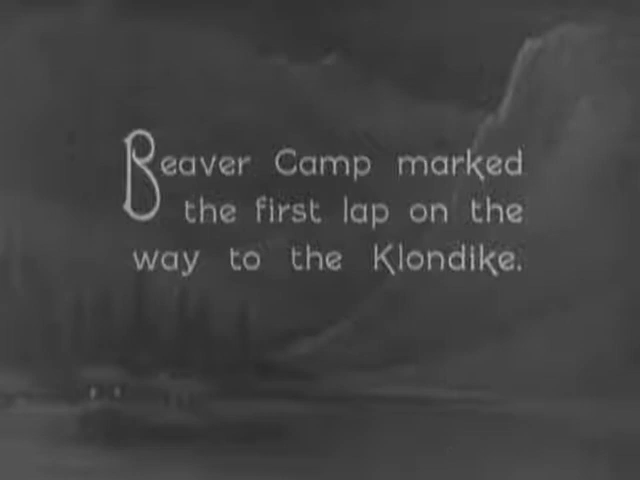 Beaver Camp marked
the first lap on the
way to the Klondike.